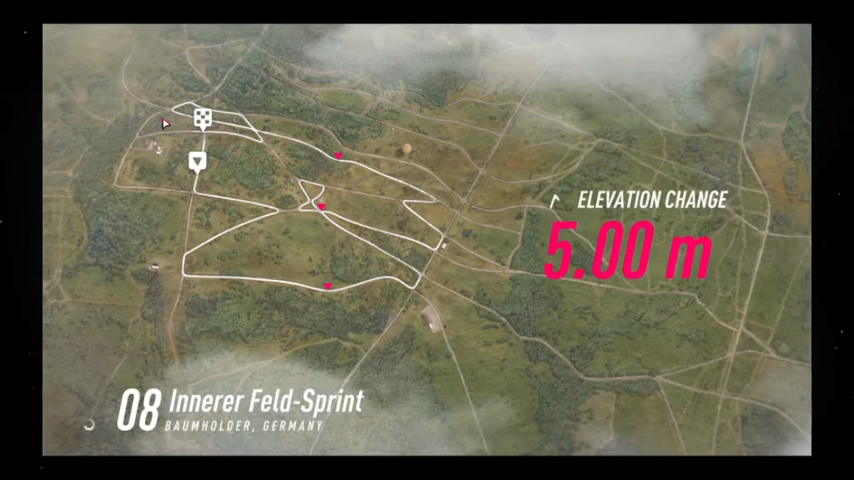 ELEVATION CHANGE
5.00 m
08 Innerer Feld-Sprint
BAUMHOLDER, GERMANY